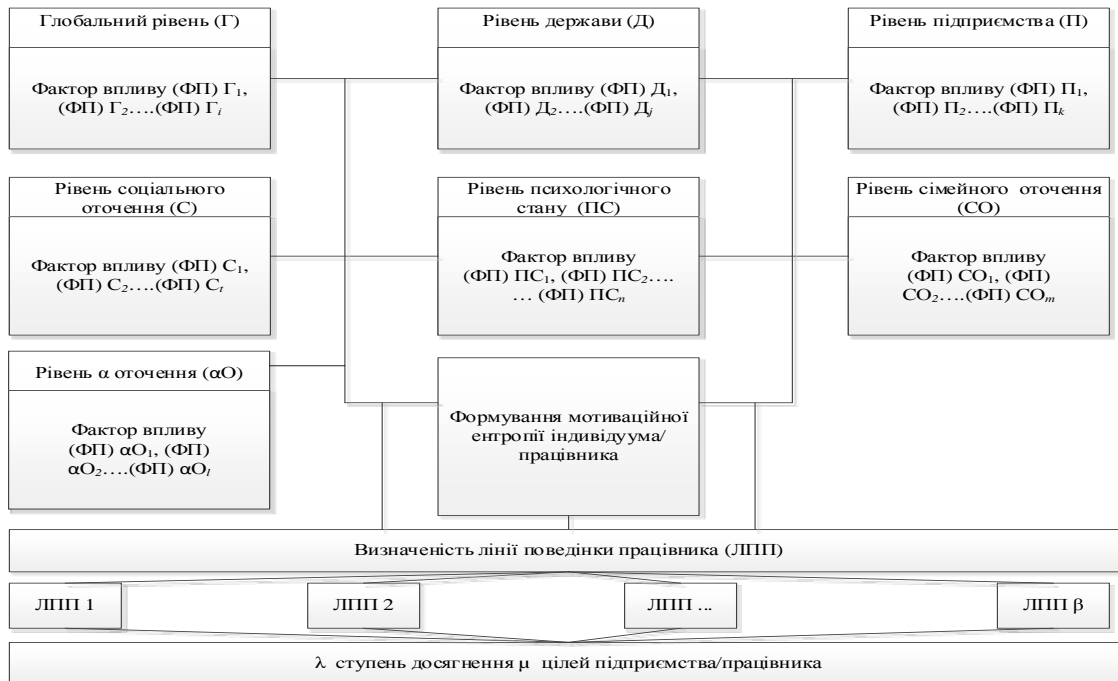 Глобальний рівень (Г)
Фактор впливу (ФП) Г₁,
(ФП) Г₂….(ФП) Гᵢ
Рівень держави (Д)
Фактор впливу (ФП) Д₁,
(ФП) Д₂….(ФП) Дⱼ
Рівень підприємства (П)
Фактор впливу (ФП) П₁,
(ФП) П₂….(ФП) Пₖ
Рівень соціального
оточення (С)
Фактор впливу (ФП) С₁,
(ФП) С₂….(ФП) Сₜ
Рівень психологічного
стану (ПС)
Фактор впливу
(ФП) ПС₁, (ФП) ПС₂….
… (ФП) ПСₙ
Рівень сімейного оточення
(СО)
Фактор впливу
(ФП) СО₁, (ФП)
СО₂….(ФП) СОₘ
Рівень α оточення (αО)
Фактор впливу
(ФП) αО₁, (ФП)
αО₂….(ФП) αОₗ
Формування мотиваційної
ентропії індивідуума/
працівника
Визначеність лінії поведінки працівника (ЛПП)
ЛПП 1
ЛПП 2
ЛПП ...
ЛПП β
λ ступень досягнення μ цілей підприємства/працівника